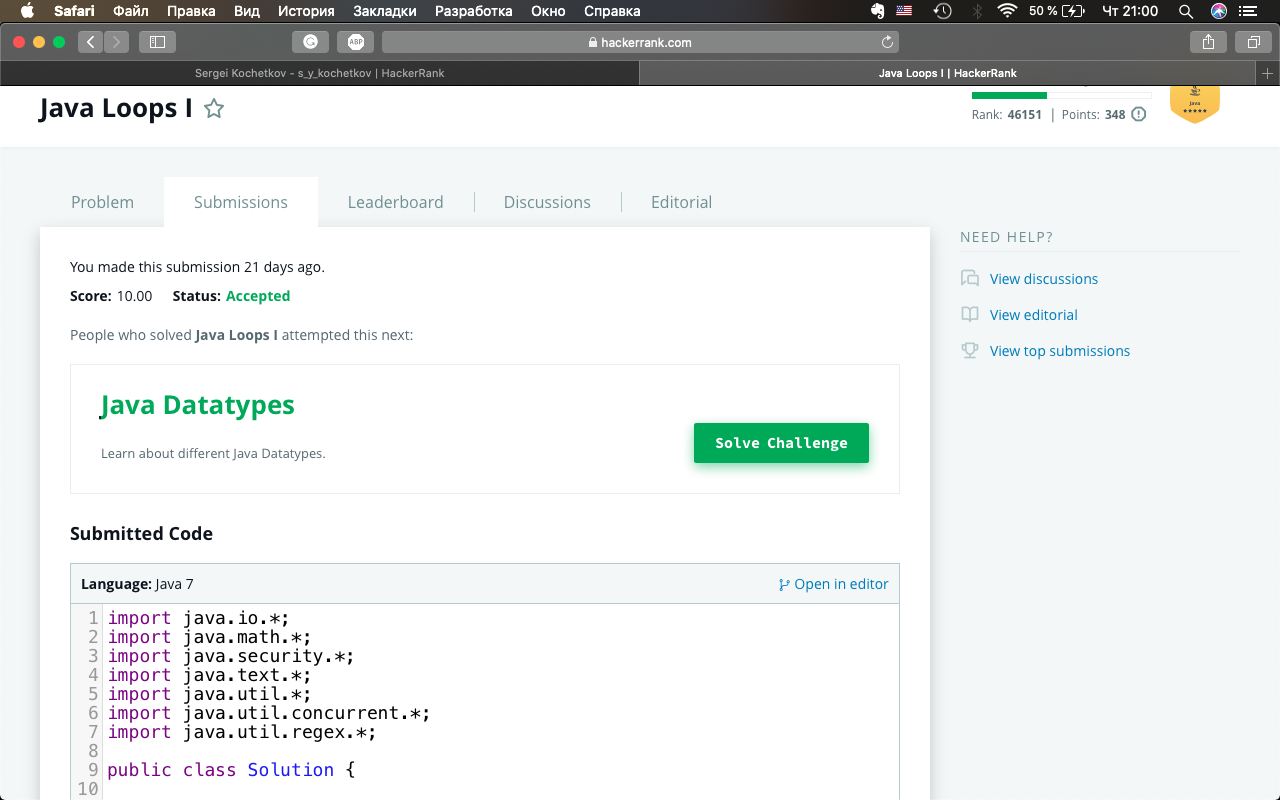 Safari Файл Правка Вид История Закладки Разработка Окно Справка 50 % Чт 21:00
ABP hackerrank.com
Sergei Kochetkov - s_y_kochetkov | HackerRank Java Loops I | HackerRank
Java Loops I
Java
Rank: 46151 | Points: 348
Problem Submissions Leaderboard Discussions Editorial
NEED HELP?
You made this submission 21 days ago.
View discussions
Score: 10.00 Status: Accepted
View editorial
People who solved Java Loops I attempted this next:
View top submissions
Java Datatypes
Solve Challenge
Learn about different Java Datatypes.
Submitted Code
Language: Java 7 Open in editor
1 import java.io.*;
2 import java.math.*;
3 import java.security.*;
4 import java.text.*;
5 import java.util.*;
6 import java.util.concurrent.*;
7 import java.util.regex.*;
8
9 public class Solution {
10